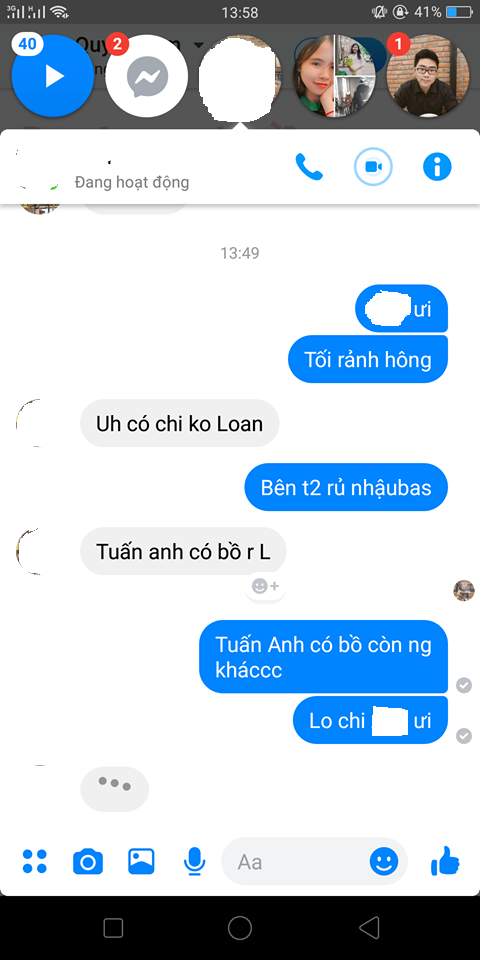 3G H 13:58 41%
40 2 1
Đang hoạt động
13:49
ưi
Tối rảnh hông
Uh có chi ko Loan
Bên t2 rủ nhậubas
Tuấn anh có bồ r L
Tuấn Anh có bồ còn ng
kháccc
Lo chi ưi
Aa